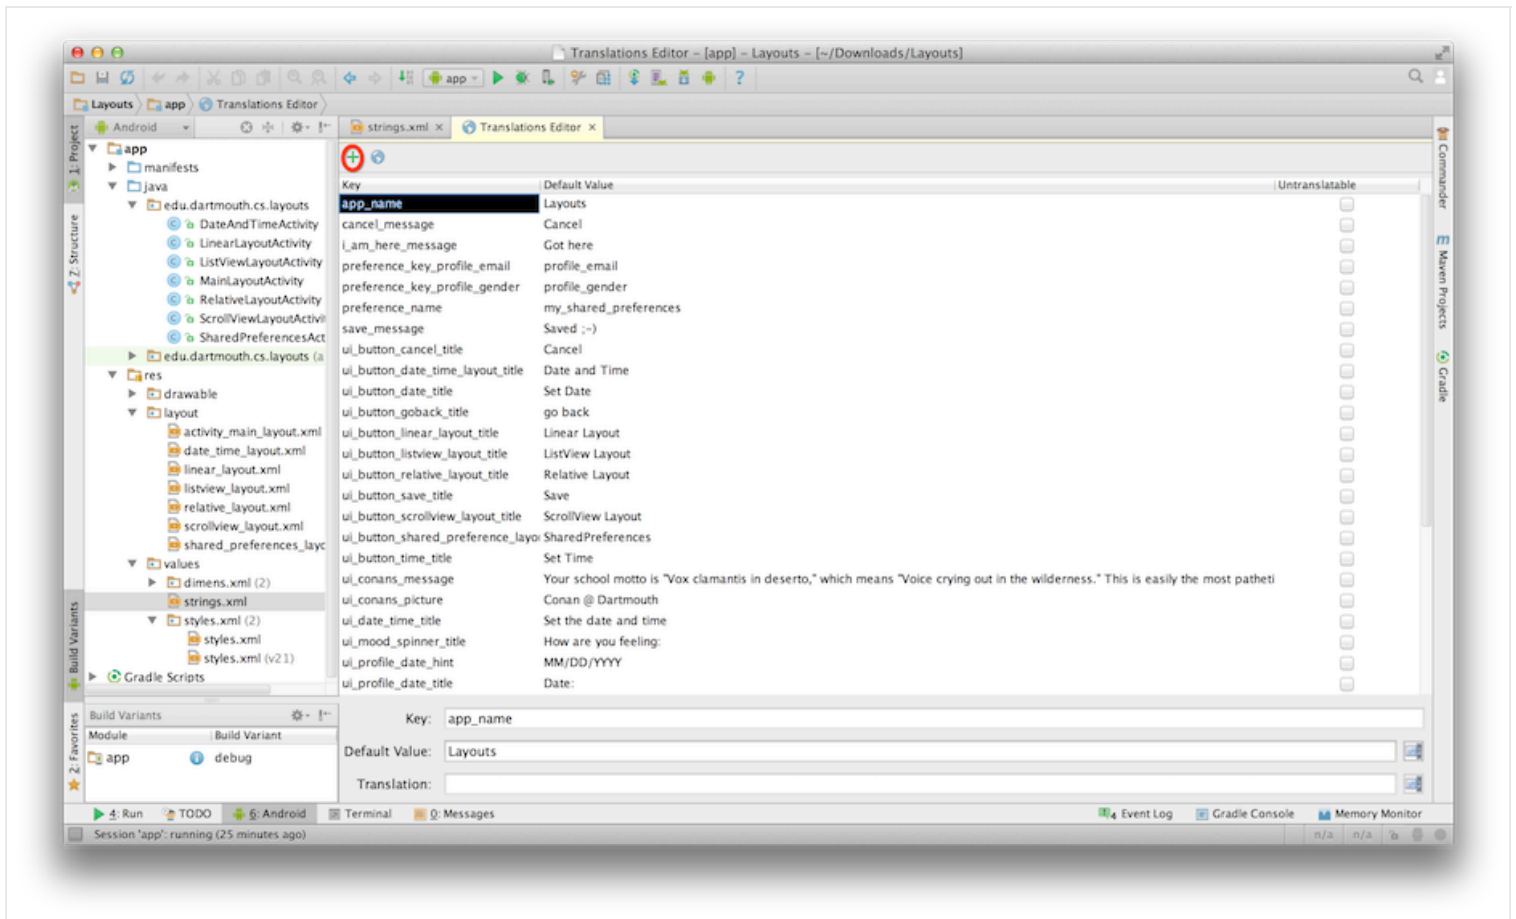 Translations Editor – [app] – Layouts – [~/Downloads/Layouts]
app
?
Layouts
app
Translations Editor
1: Project
Z: Structure
Build Variants
2: Favorites
Android
app
manifests
java
edu.dartmouth.cs.layouts
DateAndTimeActivity
LinearLayoutActivity
ListViewLayoutActivity
MainLayoutActivity
RelativeLayoutActivity
ScrollViewLayoutActivi
SharedPreferencesAct
edu.dartmouth.cs.layouts (a
res
drawable
layout
activity_main_layout.xml
date_time_layout.xml
linear_layout.xml
listview_layout.xml
relative_layout.xml
scrollview_layout.xml
shared_preferences_layc
values
dimens.xml (2)
strings.xml
styles.xml (2)
styles.xml
styles.xml (v21)
Gradle Scripts
Build Variants
Module Build Variant
app debug
strings.xml × Translations Editor ×
Key Default Value Untranslatable
app_name Layouts
cancel_message Cancel
i_am_here_message Got here
preference_key_profile_email profile_email
preference_key_profile_gender profile_gender
preference_name my_shared_preferences
save_message Saved ;-)
ui_button_cancel_title Cancel
ui_button_date_time_layout_title Date and Time
ui_button_date_title Set Date
ui_button_goback_title go back
ui_button_linear_layout_title Linear Layout
ui_button_listview_layout_title ListView Layout
ui_button_relative_layout_title Relative Layout
ui_button_save_title Save
ui_button_scrollview_layout_title ScrollView Layout
ui_button_shared_preference_layo SharedPreferences
ui_button_time_title Set Time
ui_conans_message Your school motto is "Vox clamantis in deserto," which means "Voice crying out in the wilderness." This is easily the most patheti
ui_conans_picture Conan @ Dartmouth
ui_date_time_title Set the date and time
ui_mood_spinner_title How are you feeling:
ui_profile_date_hint MM/DD/YYYY
ui_profile_date_title Date:
Key: app_name
Default Value: Layouts
Translation:
Commander
m Maven Projects
Gradle
4: Run TODO 6: Android Terminal 0: Messages 4 Event Log Gradle Console Memory Monitor
Session 'app': running (25 minutes ago) n/a n/a